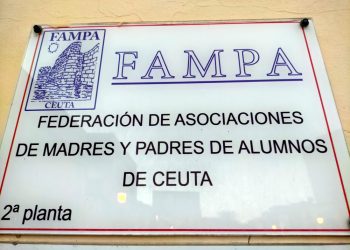 FAMPA
CEUTA
FAMPA
FEDERACIÓN DE ASOCIACIONES
DE MADRES Y PADRES DE ALUMNOS
DE CEUTA
2ª planta